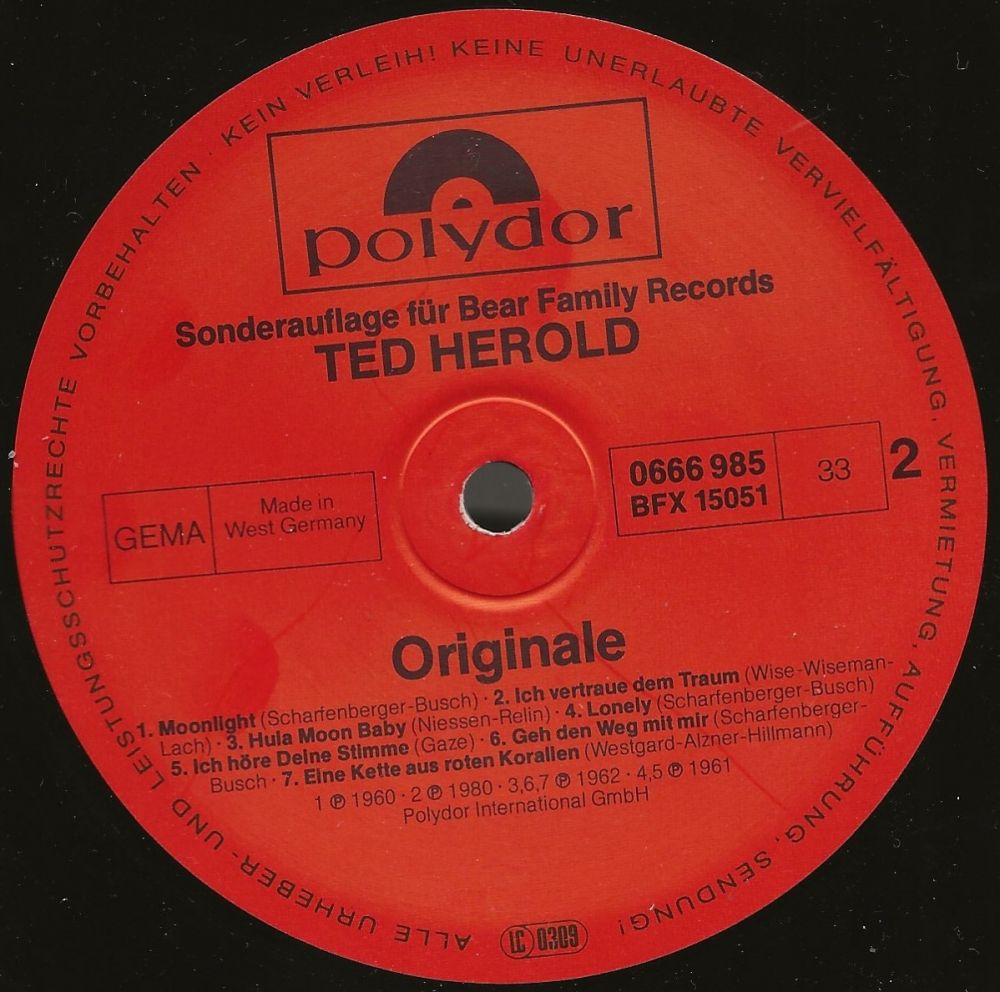 ALLE URHEBER- UND LEISTUNGSSCHUTZRECHTE VORBEHALTEN · KEIN VERLEIH! KEINE UNERLAUBTE VERVIELFÄLTIGUNG, VERMIETUNG, AUFFÜHRUNG, SENDUNG!
polydor
Sonderauflage für Bear Family Records
TED HEROLD
GEMA
Made in
West Germany
0666 985
BFX 15051
33
2
Originale
1. Moonlight (Scharfenberger-Busch) · 2. Ich vertraue dem Traum (Wise-Wiseman-
Lach) · 3. Hula Moon Baby (Niessen-Relin) · 4. Lonely (Scharfenberger-Busch)
5. Ich höre Deine Stimme (Gaze) · 6. Geh den Weg mit mir (Scharfenberger-
Busch · 7. Eine Kette aus roten Korallen (Westgard-Alzner-Hillmann)
1 ℗ 1960 · 2 ℗ 1980 · 3,6,7 ℗ 1962 · 4,5 ℗ 1961
Polydor International GmbH
LC 0309